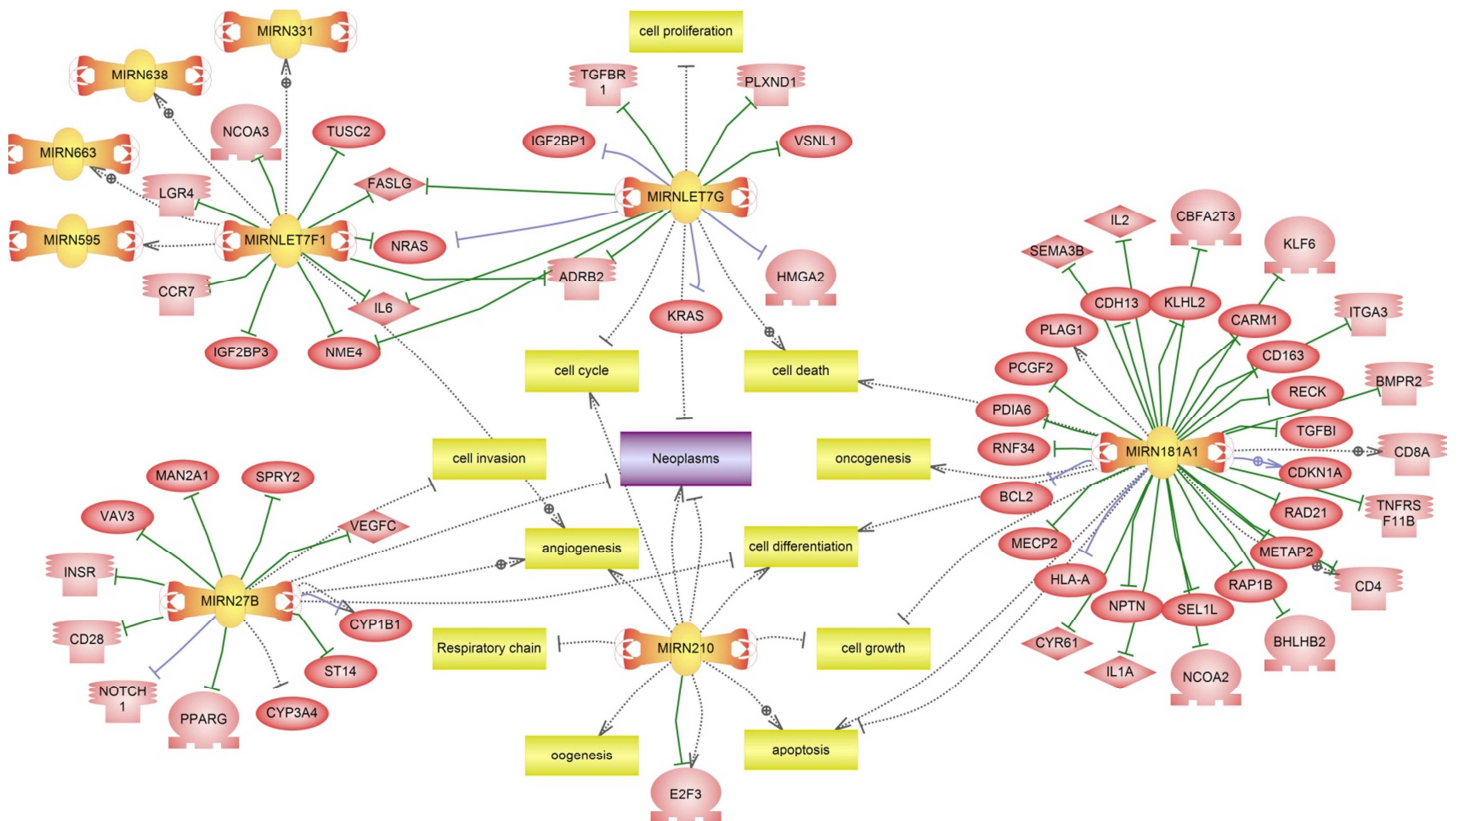 MIRN331
cell proliferation
MIRN638
TGFBR
1
PLXND1
NCOA3
TUSC2
IGF2BP1
VSNL1
MIRN663
LGR4
FASLG
MIRNLET7G
MIRN595
MIRNLET7F1
NRAS
CCR7
IL6
ADRB2
HMGA2
KRAS
IGF2BP3
NME4
cell cycle
cell death
IL2
CBFA2T3
SEMA3B
KLF6
CDH13
KLHL2
PLAG1
CARM1
ITGA3
PCGF2
CD163
BMPR2
PDIA6
RECK
TGFBI
RNF34
MIRN181A1
CD8A
CDKN1A
BCL2
RAD21
TNFRS
F11B
MECP2
METAP2
HLA-A
RAP1B
CD4
NPTN
SEL1L
CYR61
BHLHB2
IL1A
NCOA2
cell invasion
Neoplasms
oncogenesis
MAN2A1
SPRY2
VAV3
VEGFC
angiogenesis
cell differentiation
INSR
MIRN27B
CYP1B1
CD28
Respiratory chain
MIRN210
cell growth
ST14
NOTCH
1
PPARG
CYP3A4
oogenesis
apoptosis
E2F3